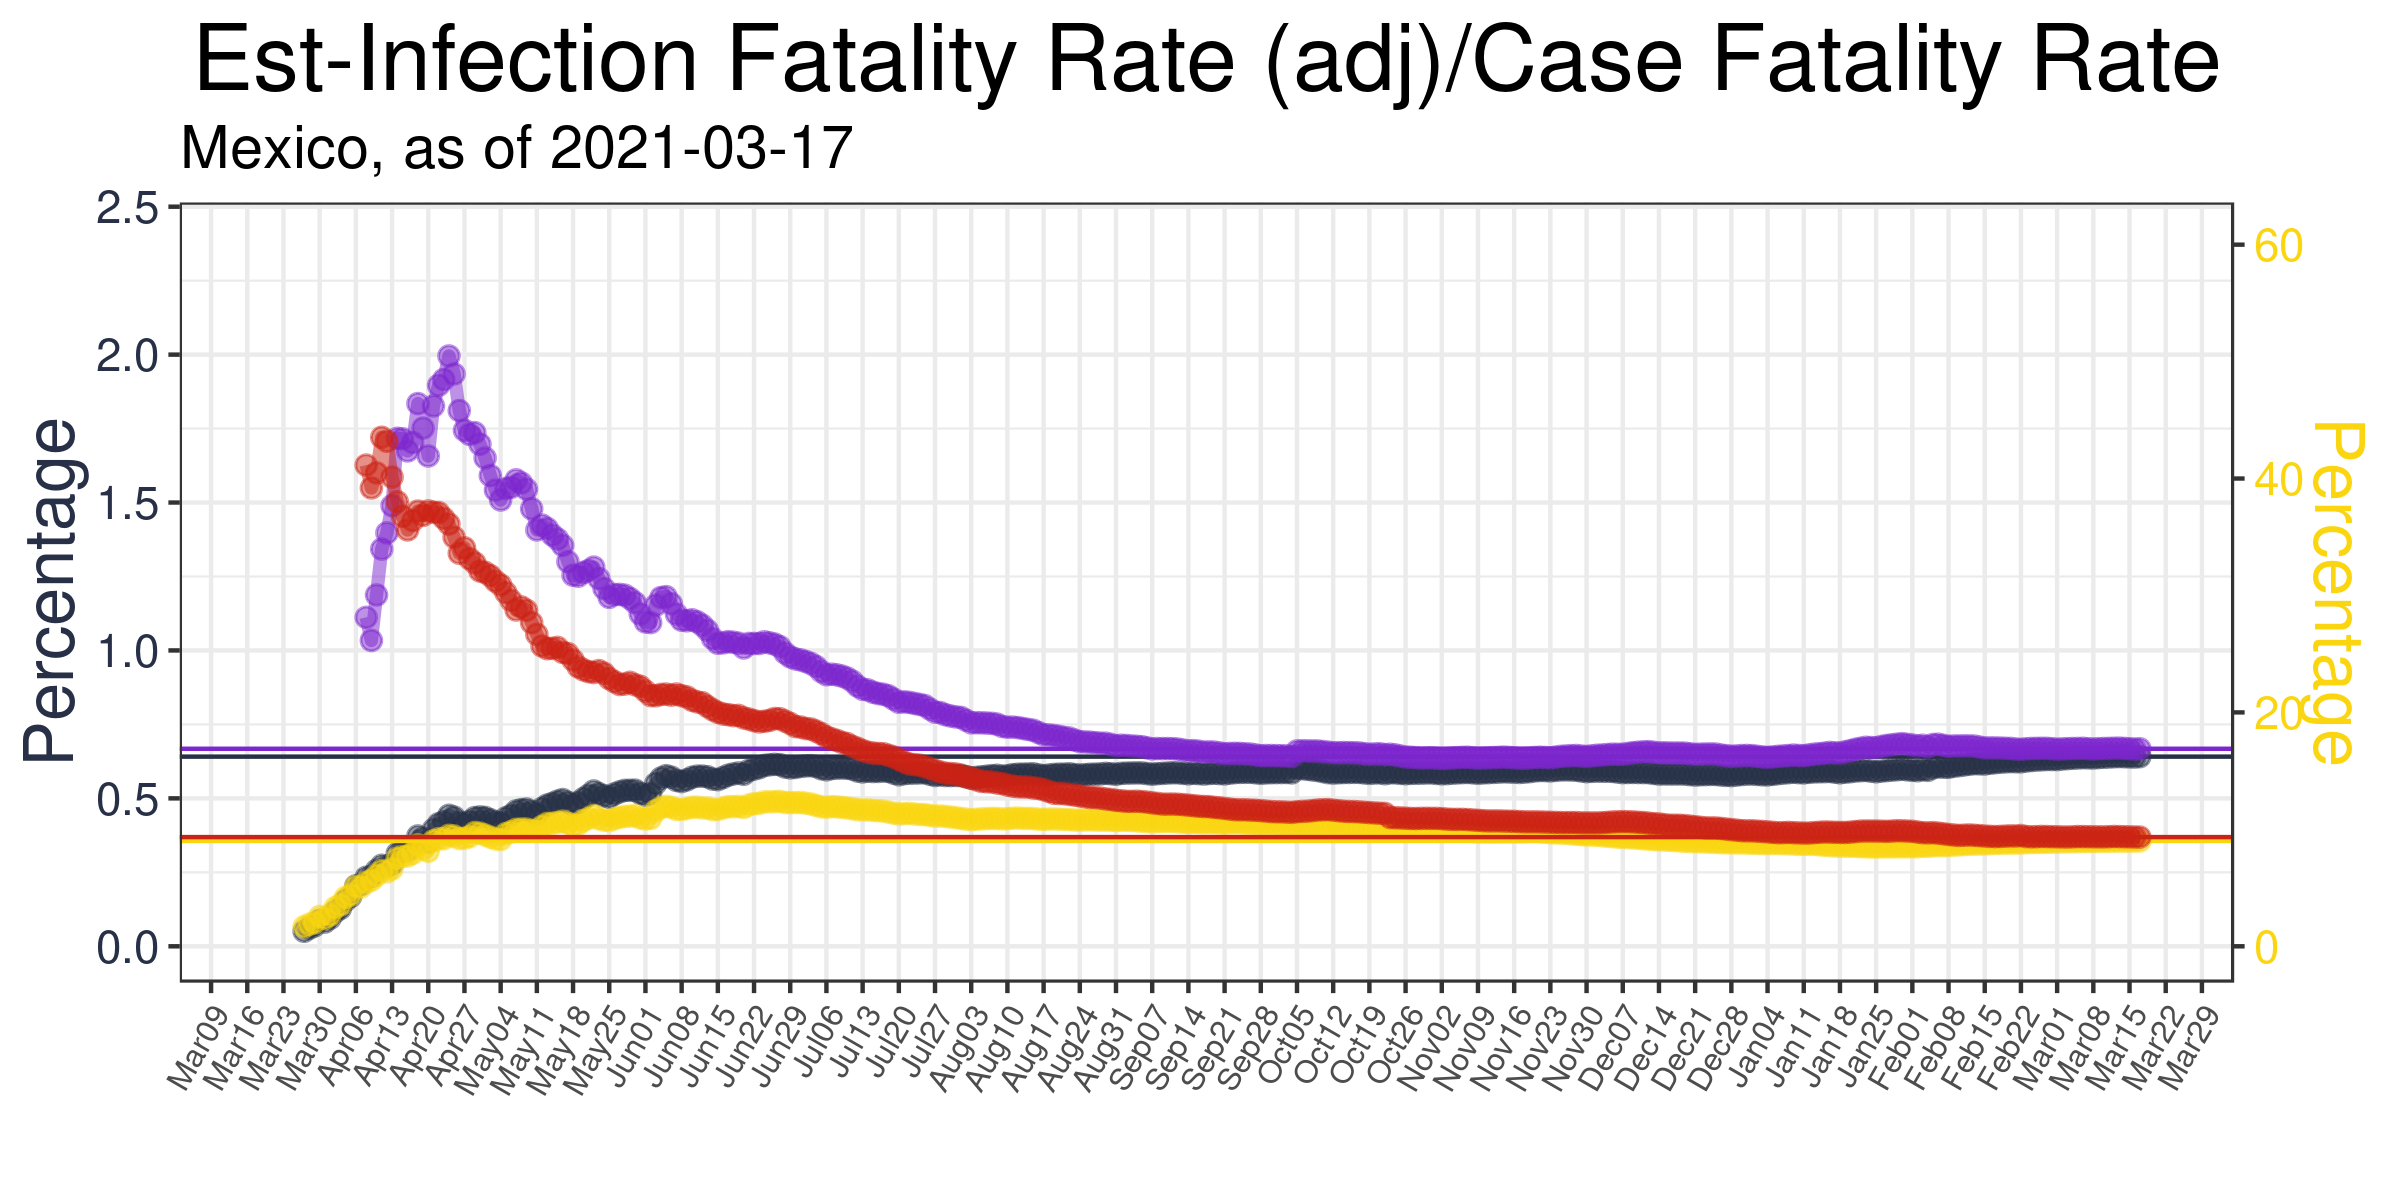 Est-Infection Fatality Rate (adj)/Case Fatality Rate
Mexico, as of 2021-03-17
Percentage
2.5
2.0
1.5
1.0
0.5
0.0
60
40
20
0
Percentage
Mar09
Mar16
Mar23
Mar30
Apr06
Apr13
Apr20
Apr27
May04
May11
May18
May25
Jun01
Jun08
Jun15
Jun22
Jun29
Jul06
Jul13
Jul20
Jul27
Aug03
Aug10
Aug17
Aug24
Aug31
Sep07
Sep14
Sep21
Sep28
Oct05
Oct12
Oct19
Oct26
Nov02
Nov09
Nov16
Nov23
Nov30
Dec07
Dec14
Dec21
Dec28
Jan04
Jan11
Jan18
Jan25
Feb01
Feb08
Feb15
Feb22
Mar01
Mar08
Mar15
Mar22
Mar29